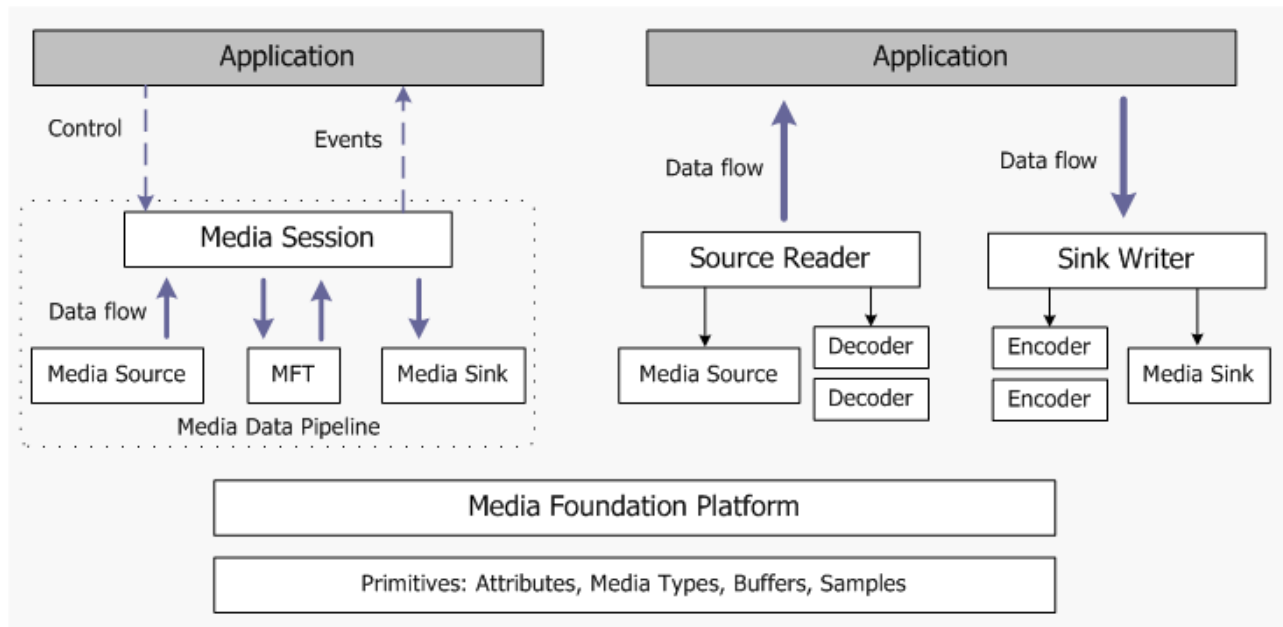 Application
Application
Control
Events
Data flow
Data flow
Media Session
Source Reader
Sink Writer
Data flow
Media Source
MFT
Media Sink
Media Source
Decoder
Decoder
Encoder
Encoder
Media Sink
Media Data Pipeline
Media Foundation Platform
Primitives: Attributes, Media Types, Buffers, Samples